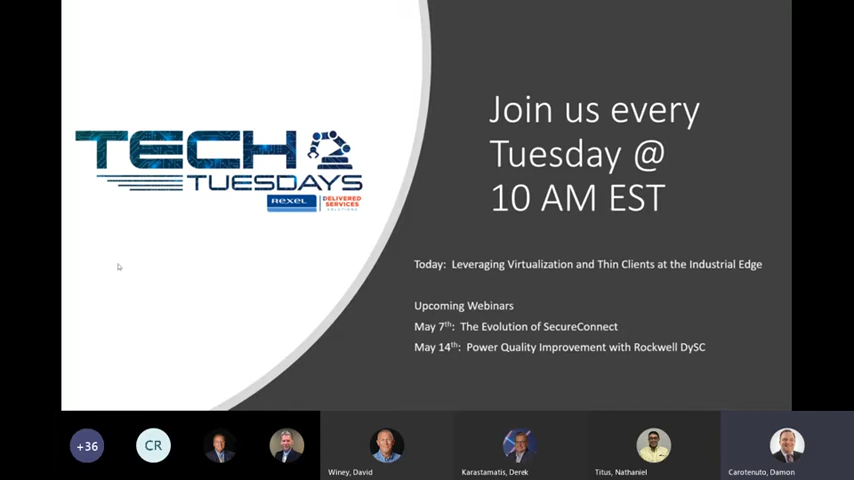 TECH
TUESDAYS
REXEL
DELIVERED
SERVICES
SOLUTIONS
Join us every
Tuesday @
10 AM EST
Today: Leveraging Virtualization and Thin Clients at the Industrial Edge
Upcoming Webinars
May 7th: The Evolution of SecureConnect
May 14th: Power Quality Improvement with Rockwell DySC
+36
CR
Winey, David
Karastamatis, Derek
Titus, Nathaniel
Carotenuto, Damon